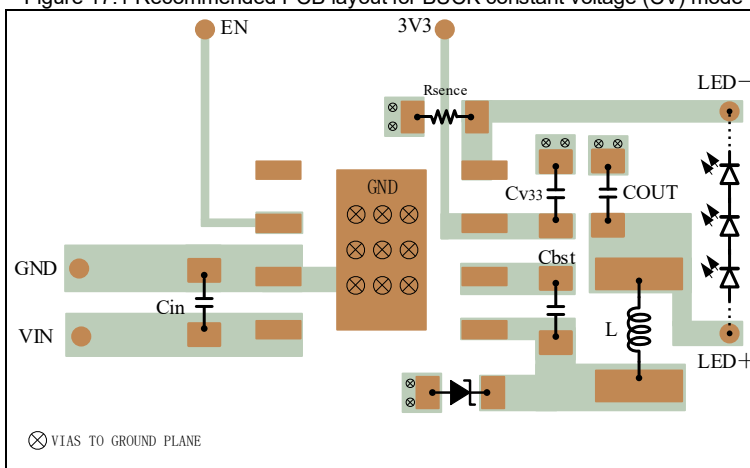 Figure 17.1 Recommended PCB layout for BUCK constant voltage (CV) mode
EN
3V3
Rsence
LED−
GND
Cv33
COUT
GND
Cbst
Cin
VIN
L
LED+
VIAS TO GROUND PLANE